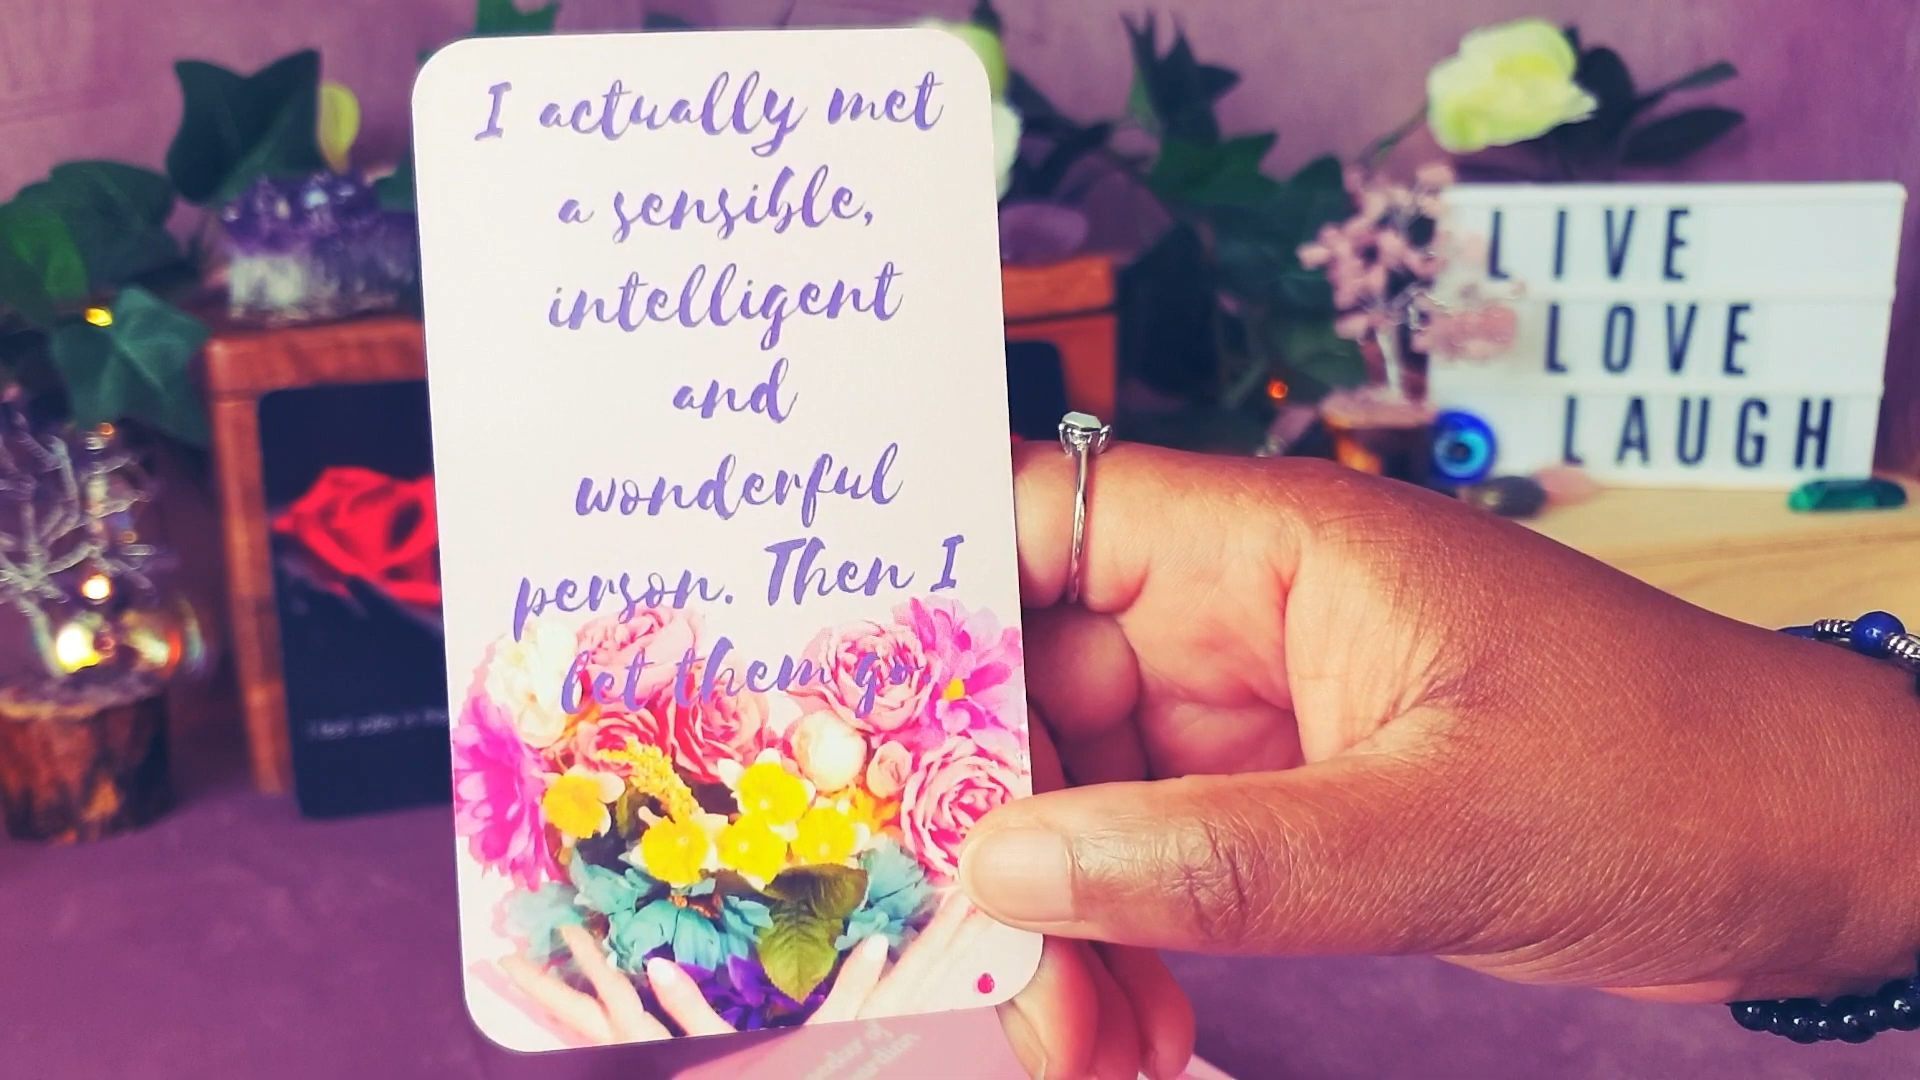 I actually met
a sensible,
intelligent
and
wonderful
person. Then I
let them go.
LIVE
LOVE
LAUGH